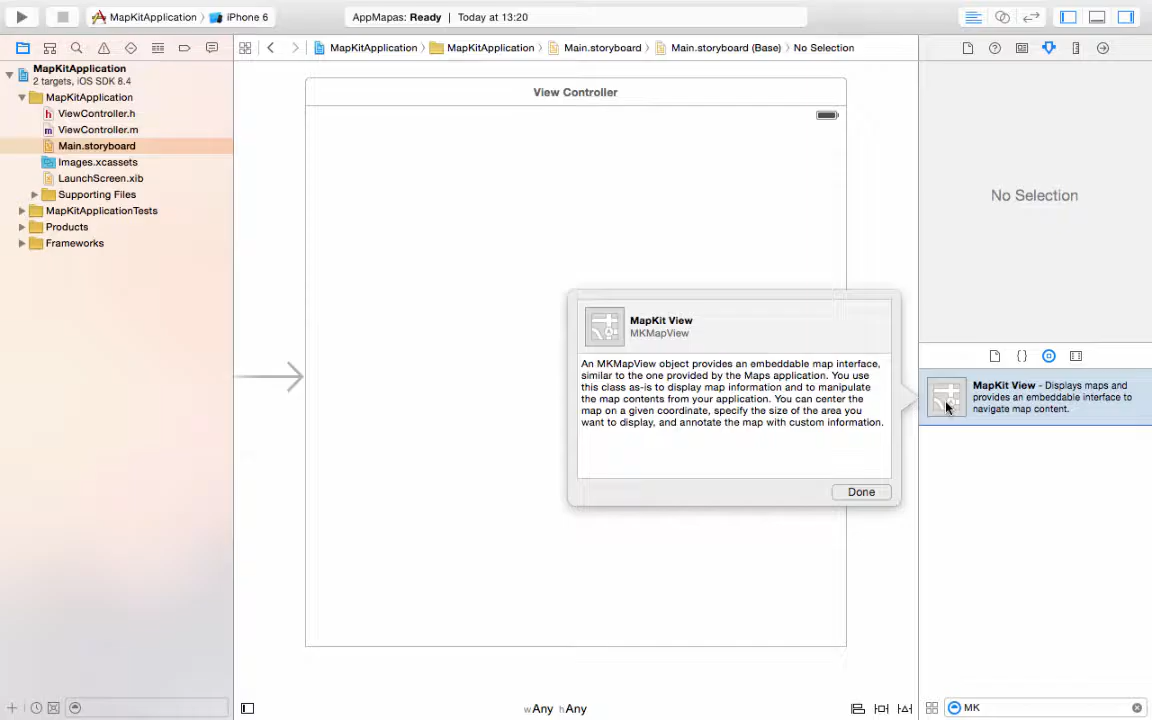 MapKitApplication
iPhone 6
AppMapas: Ready | Today at 13:20
MapKitApplication
MapKitApplication
Main.storyboard
Main.storyboard (Base)
No Selection
MapKitApplication
2 targets, iOS SDK 8.4
MapKitApplication
h ViewController.h
m ViewController.m
Main.storyboard
Images.xcassets
LaunchScreen.xib
Supporting Files
MapKitApplicationTests
Products
Frameworks
View Controller
MapKit View
MKMapView
An MKMapView object provides an embeddable map interface,
similar to the one provided by the Maps application. You use
this class as-is to display map information and to manipulate
the map contents from your application. You can center the
map on a given coordinate, specify the size of the area you
want to display, and annotate the map with custom information.
Done
No Selection
MapKit View - Displays maps and
provides an embeddable interface to
navigate map content.
wAny hAny
MK